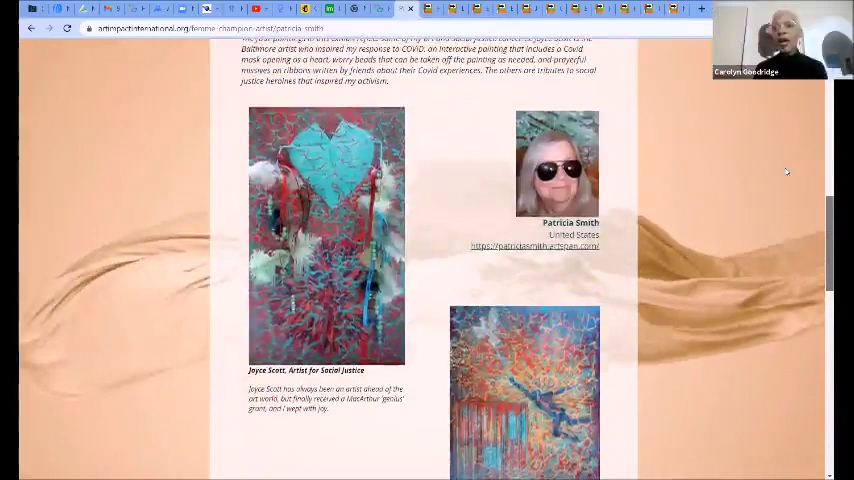 artimpactinternational.org/femme-champion-artist/patricia-smith
Carolyn Goodridge
Baltimore artist who inspired my response to COVID: an interactive painting that includes a Covid
mask opening as a heart, worry beads that can be taken off the painting as needed, and prayerful
missives on ribbons written by friends about their Covid experiences. The others are tributes to social
justice heroines that inspired my activism.
Patricia Smith
United States
https://patriciasmith.artspan.com/
Joyce Scott, Artist for Social Justice
Joyce Scott has always been an artist ahead of the
art world, but finally received a MacArthur 'genius'
grant, and I wept with joy.